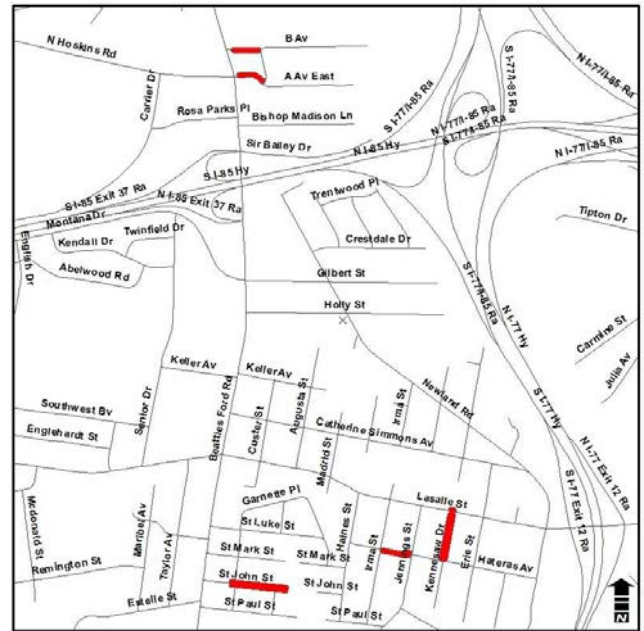 N Hoskins Rd
B Av
A Av East
Carrier Dr
Rosa Parks Pl
Bishop Madison Ln
Sir Bailey Dr
S I-77/I-85 Ra
S I-77/I-85 Ra
N I-77/I-85 Ra
N I-77/I-85 Ra
S I-77/I-85 Ra
N I-77/I-85 Ra
N I-85 Hy
S I-85 Hy
S I-85 Exit 37 Ra
N I-85 Exit 37 Ra
Montana Dr
Trentwood Pl
Twinfield Dr
Kendall Dr
English Dr
Abelwood Rd
Crestdale Dr
Tipton Dr
Gilbert St
Holly St
S I-77/I-85 Ra
N I-77 Hy
Carmine St
Julia Av
Keller Av
Keller Av
Newland Rd
S I-77 Hy
Senior Dr
Beatties Ford Rd
Custer St
Augusta St
Irma St
Southwest Bv
Englehardt St
Catherine Simmons Av
Madrid St
N I-77 Exit 12 Ra
S I-77 Exit 12 Ra
Garnette Pl
Lasalle St
Mcdonald St
Maribe Av
Taylor Av
St Luke St
Haines St
Irma St
Jennings St
Kennesaw Dr
Erie St
St Mark St
St Mark St
Hateras Av
Remington St
St John St
St John St
Estelle St
St Paul St
St Paul St
N